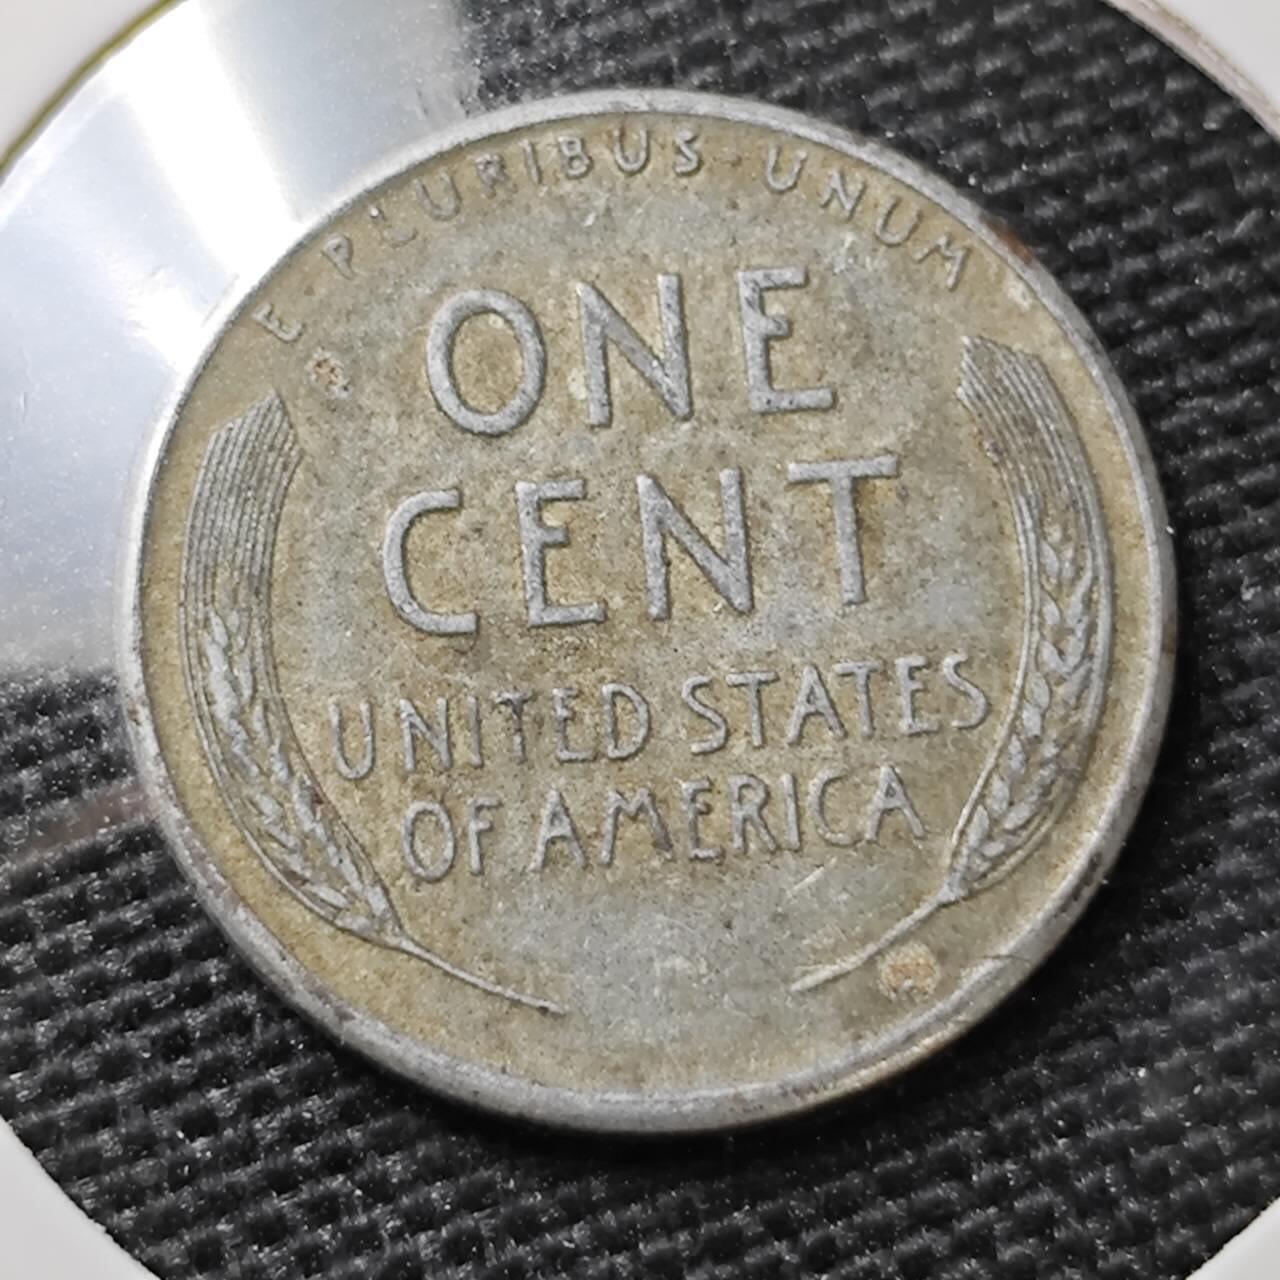 E PLURIBUS UNUM
ONE
CENT
UNITED STATES
OF AMERICA